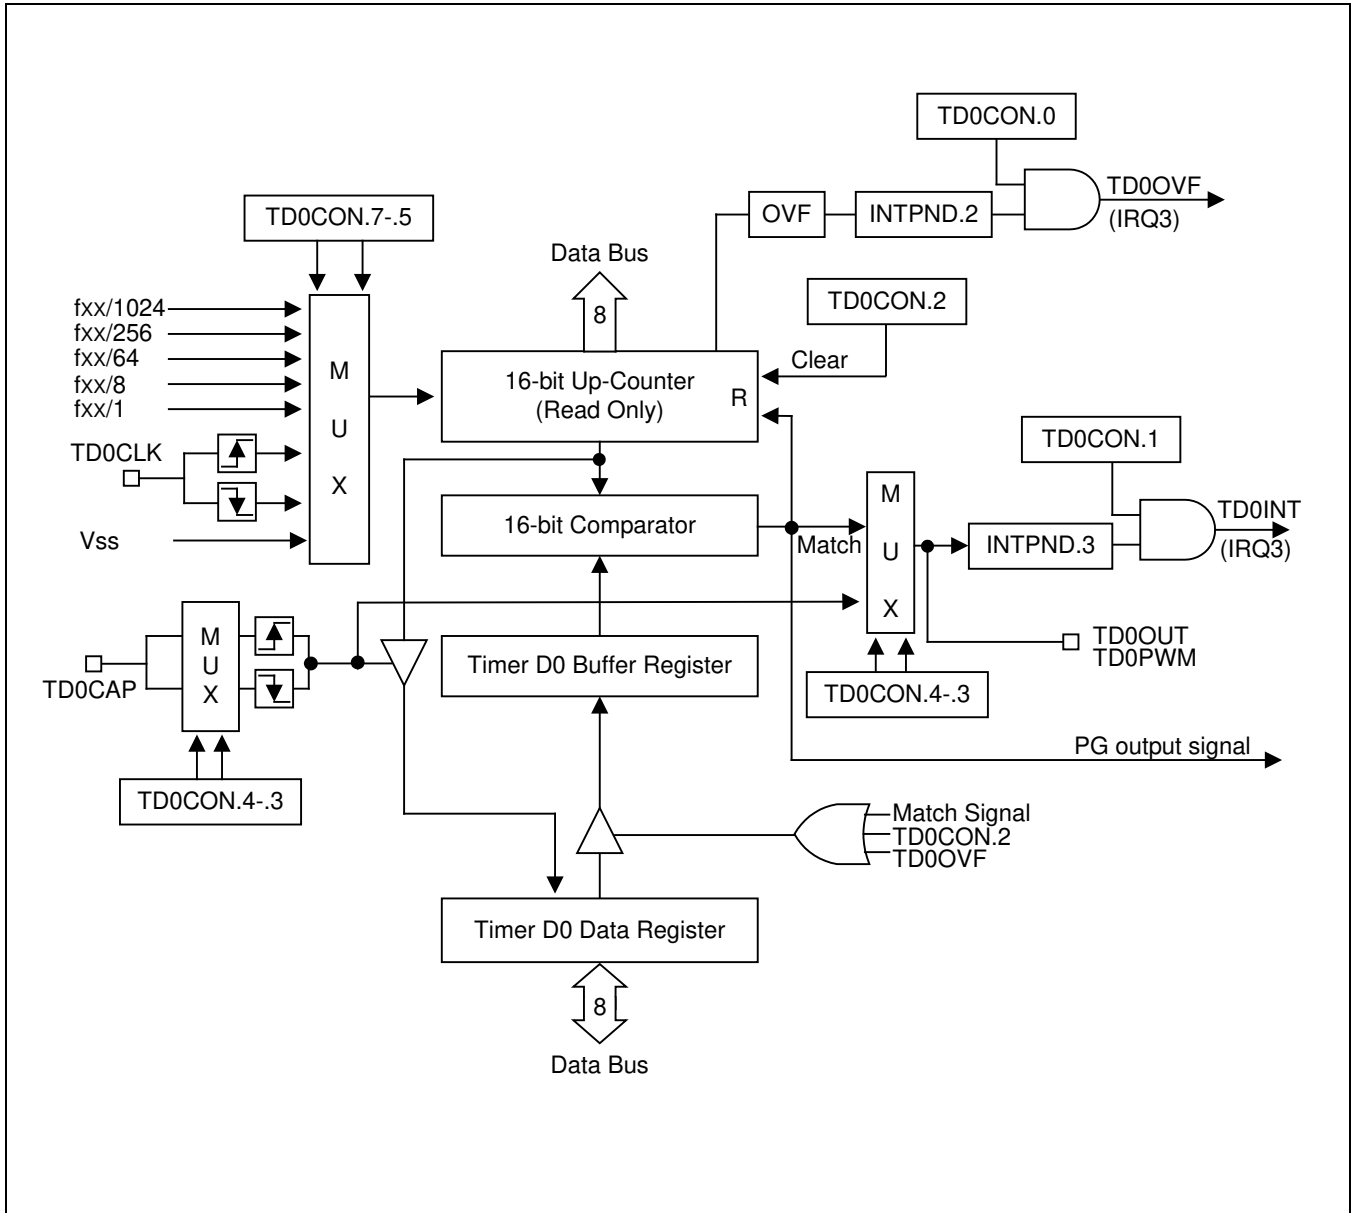 TD0CON.0
TD0OVF
(IRQ3)
TD0CON.7-.5
OVF
INTPND.2
Data Bus
8
TD0CON.2
fxx/1024
fxx/256
fxx/64
fxx/8
fxx/1
M
U
X
16-bit Up-Counter
(Read Only)
R
Clear
TD0CLK
Vss
TD0CON.1
16-bit Comparator
Match
M
U
X
INTPND.3
TD0INT
(IRQ3)
TD0CAP
M
U
X
Timer D0 Buffer Register
TD0OUT
TD0PWM
TD0CON.4-.3
PG output signal
TD0CON.4-.3
Match Signal
TD0CON.2
TD0OVF
Timer D0 Data Register
8
Data Bus